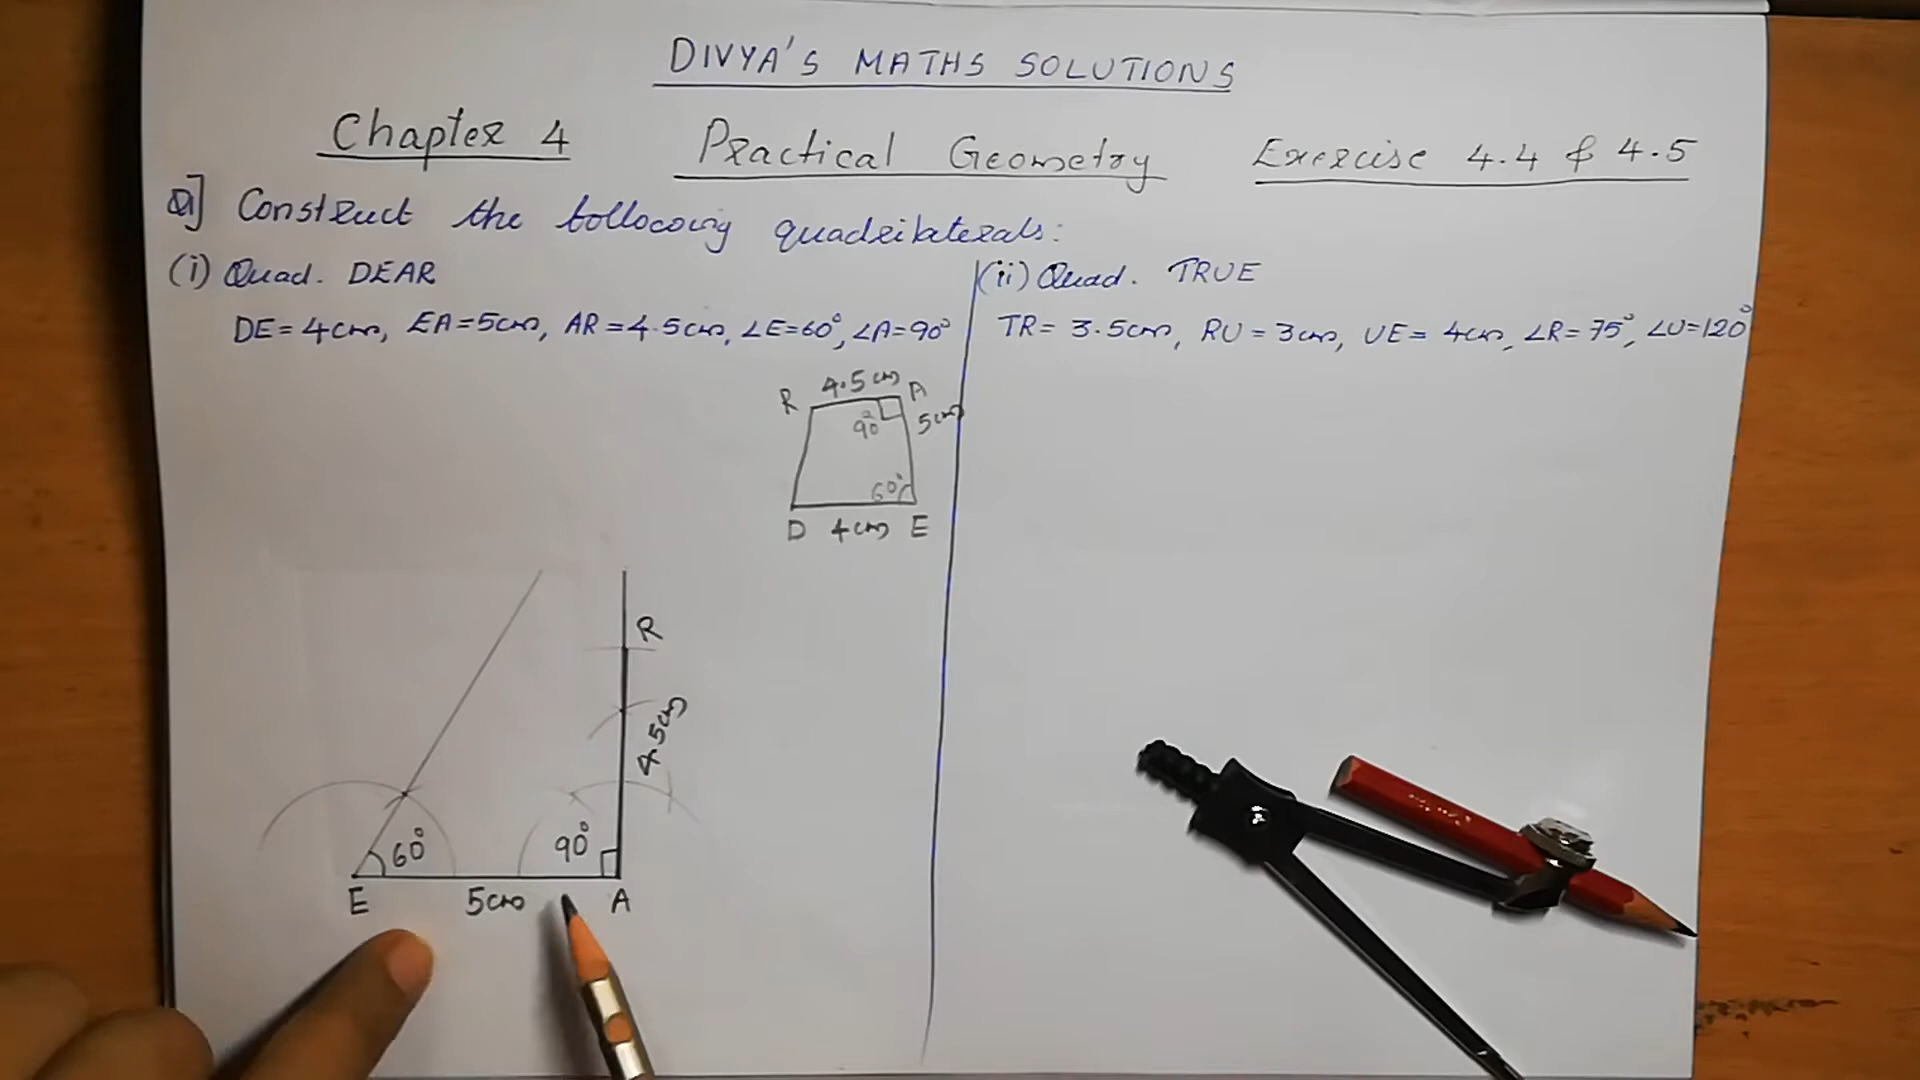 DIVYA'S MATHS SOLUTIONS
Chapter 4 Practical Geometry Exercise 4.4 & 4.5
Q1] Construct the following quadrilaterals:
(i) Quad. DEAR
DE = 4cm, EA = 5cm, AR = 4.5cm, ∠E = 60°, ∠A = 90°
R 4.5cm A
90° 5cm
60°
D 4cm E
R
4.5cm
60° 90°
E 5cm A
(ii) Quad. TRUE
TR = 3.5cm, RU = 3cm, UE = 4cm, ∠R = 75°, ∠U = 120°